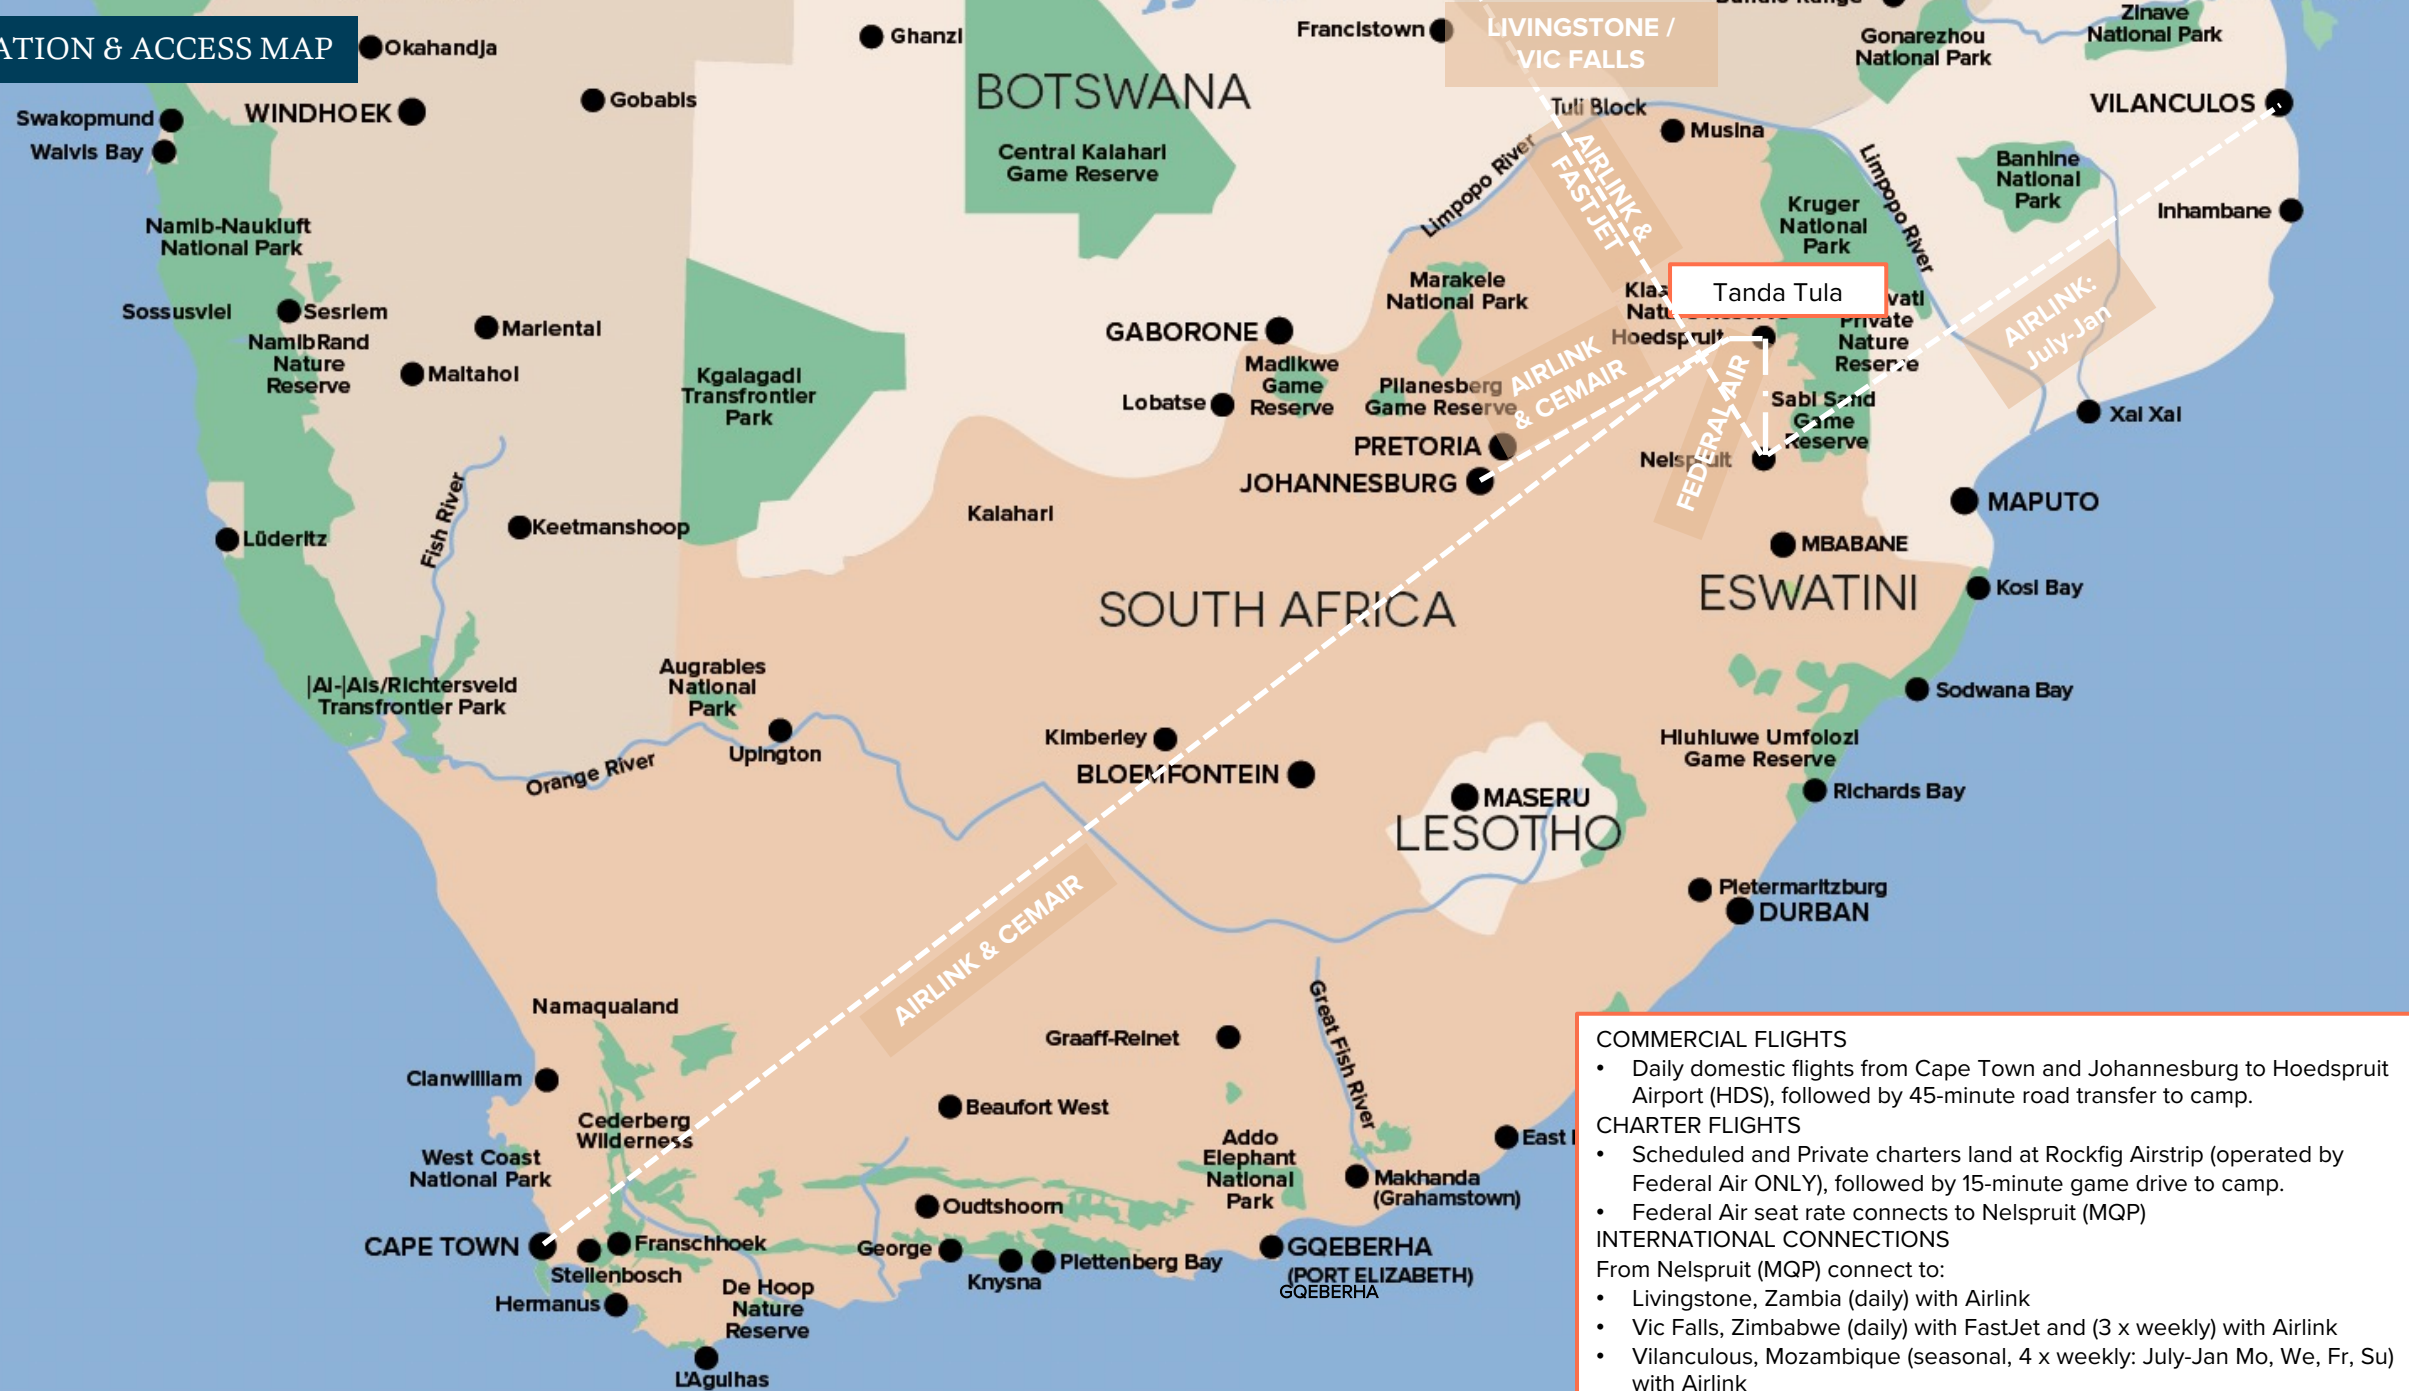 ATION & ACCESS MAP
Okahandja
Ghanzi
Francistown
LIVINGSTONE /
VIC FALLS
Gonarezhou
National Park
Zinave
National Park
Swakopmund
WINDHOEK
Gobabis
BOTSWANA
Tuli Block
Musina
VILANCULOS
Walvis Bay
Central Kalahari
Game Reserve
Limpopo River
AIRLINK &
FASTJET
Limpopo River
Banhine
National
Park
Inhambane
Namib-Naukluft
National Park
Kruger
National
Park
Marakele
National Park
Tanda Tula
Sossusvlei
Sesriem
Mariental
GABORONE
Hoedspruit
Private
Nature
Reserve
AIRLINK:
July-Jan
NamibRand
Nature
Reserve
Maltahol
Kgalagadi
Transfrontier
Park
Lobatse
Madikwe
Game
Reserve
Pilanesberg
Game Reserve
AIRLINK
& CEMAIR
FEDERAL AIR
Sabi Sand
Game
Reserve
Xal Xal
PRETORIA
JOHANNESBURG
Nelspruit
Fish River
Keetmanshoop
Kalahari
MAPUTO
Lüderitz
MBABANE
ESWATINI
Kosi Bay
SOUTH AFRICA
|Ai-|Ais/Richtersveld
Transfrontier Park
Augrabies
National
Park
Sodwana Bay
Upington
Orange River
Kimberley
BLOEMFONTEIN
Hluhluwe Umfolozi
Game Reserve
MASERU
LESOTHO
Richards Bay
Pietermaritzburg
DURBAN
AIRLINK & CEMAIR
Namaqualand
Graaff-Reinet
Great Fish River
Clanwilliam
Beaufort West
Cederberg
Wilderness
West Coast
National Park
Addo
Elephant
National
Park
East
Makhanda
(Grahamstown)
Oudtshoorn
CAPE TOWN
Franschhoek
Stellenbosch
George
Knysna
Plettenberg Bay
GQEBERHA
(PORT ELIZABETH)
GQEBERHA
Hermanus
De Hoop
Nature
Reserve
L'Agulhas
COMMERCIAL FLIGHTS
• Daily domestic flights from Cape Town and Johannesburg to Hoedspruit
Airport (HDS), followed by 45-minute road transfer to camp.
CHARTER FLIGHTS
• Scheduled and Private charters land at Rockfig Airstrip (operated by
Federal Air ONLY), followed by 15-minute game drive to camp.
• Federal Air seat rate connects to Nelspruit (MQP)
INTERNATIONAL CONNECTIONS
From Nelspruit (MQP) connect to:
• Livingstone, Zambia (daily) with Airlink
• Vic Falls, Zimbabwe (daily) with FastJet and (3 x weekly) with Airlink
• Vilanculous, Mozambique (seasonal, 4 x weekly: July-Jan Mo, We, Fr, Su)
with Airlink